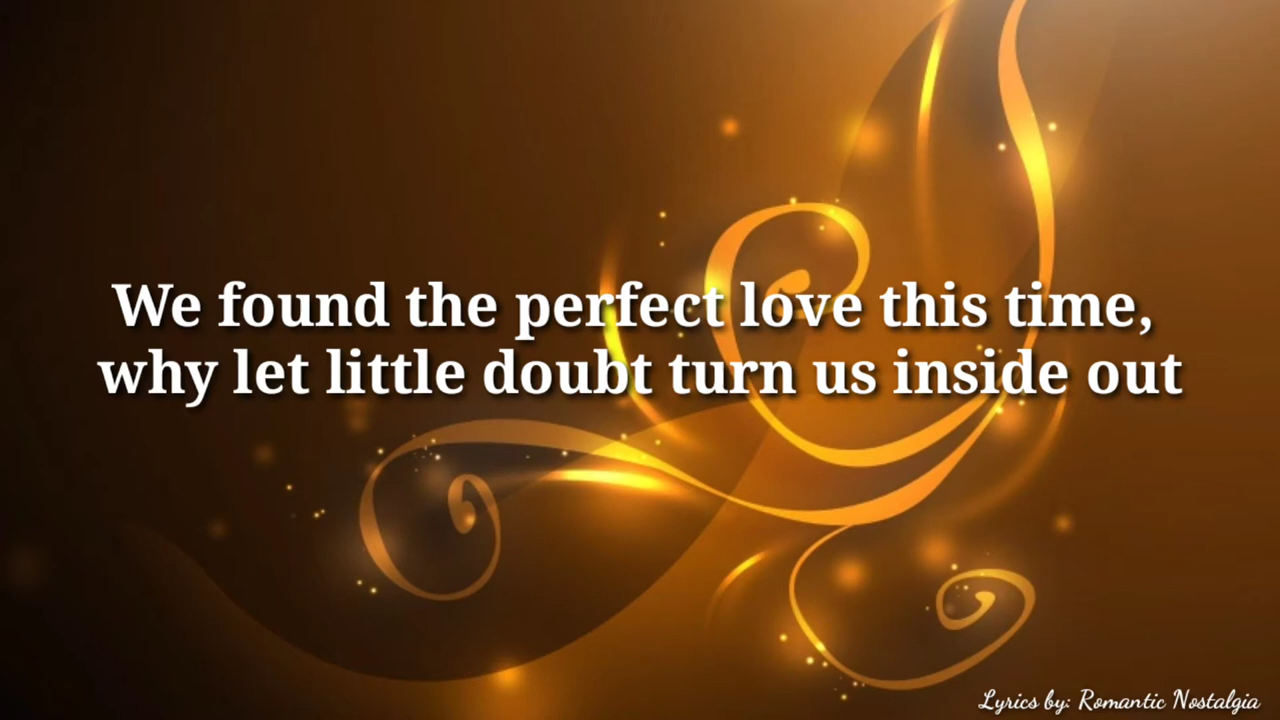 We found the perfect love this time,
why let little doubt turn us inside out
Lyrics by: Romantic Nostalgia